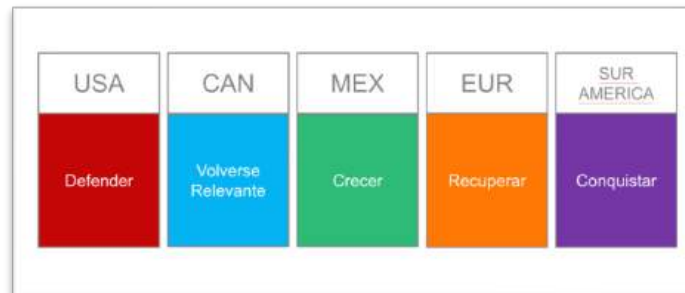 USA
CAN
MEX
EUR
SUR
AMERICA
Defender
Volverse
Relevante
Crecer
Recuperar
Conquistar